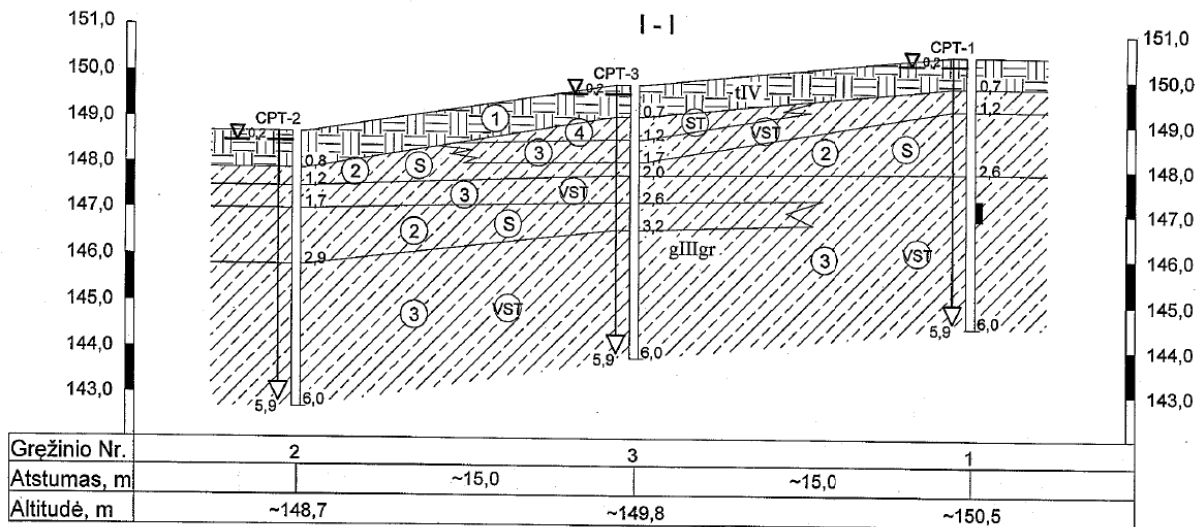 I - I
151,0
150,0
149,0
148,0
147,0
146,0
145,0
144,0
143,0
151,0
150,0
149,0
148,0
147,0
146,0
145,0
144,0
143,0
CPT-2
0,2
0,8
1,2
1,7
2,9
5,9
6,0
CPT-3
0,2
0,7
1,2
1,7
2,0
2,6
3,2
5,9
6,0
CPT-1
0,2
0,7
1,2
2,6
5,9
6,0
tIV
1
4
ST
VST
2
S
3
2
S
3
VST
2
S
gIIIgr
3
VST
3
VST
Gręžinio Nr. 2 3 1
Atstumas, m ~15,0 ~15,0
Altitudė, m ~148,7 ~149,8 ~150,5